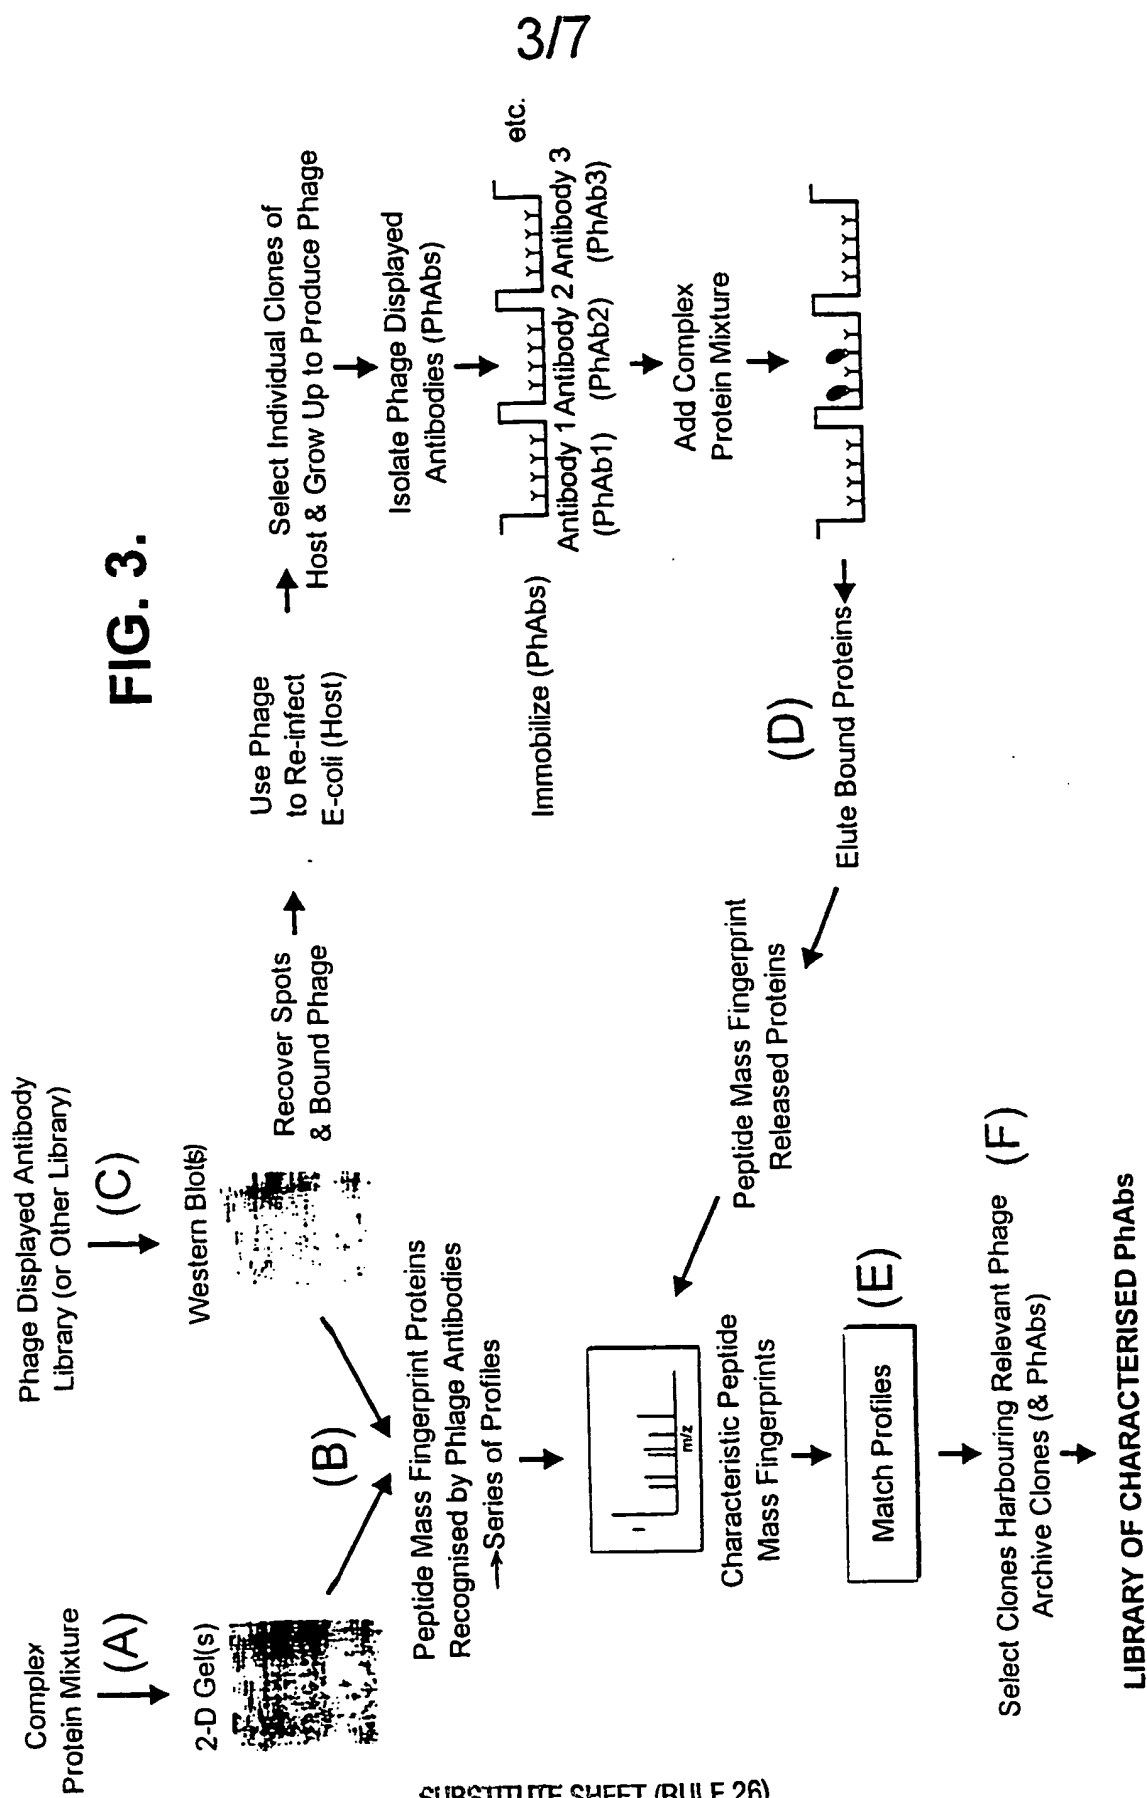 3/7
FIG. 3.
Complex
Protein Mixture
(A)
2-D Gel(s)
Phage Displayed Antibody
Library (or Other Library)
(C)
Western Blot(s)
(B)
Peptide Mass Fingerprint Proteins
Recognised by Phlage Antibodies
→Series of Profiles
m/z
Characteristic Peptide
Mass Fingerprints
Match Profiles
(E)
Select Clones Harbouring Relevant Phage
Archive Clones (& PhAbs)
(F)
LIBRARY OF CHARACTERISED PhAbs
Recover Spots
& Bound Phage
Use Phage
to Re-infect
E-coli (Host)
Select Individual Clones of
Host & Grow Up to Produce Phage
Isolate Phage Displayed
Antibodies (PhAbs)
Immobilize (PhAbs)
etc.
Antibody 1 Antibody 2 Antibody 3
(PhAb1) (PhAb2) (PhAb3)
Add Complex
Protein Mixture
(D)
Elute Bound Proteins
Peptide Mass Fingerprint
Released Proteins
SUBSTITUTE SHEET (RULE 26)